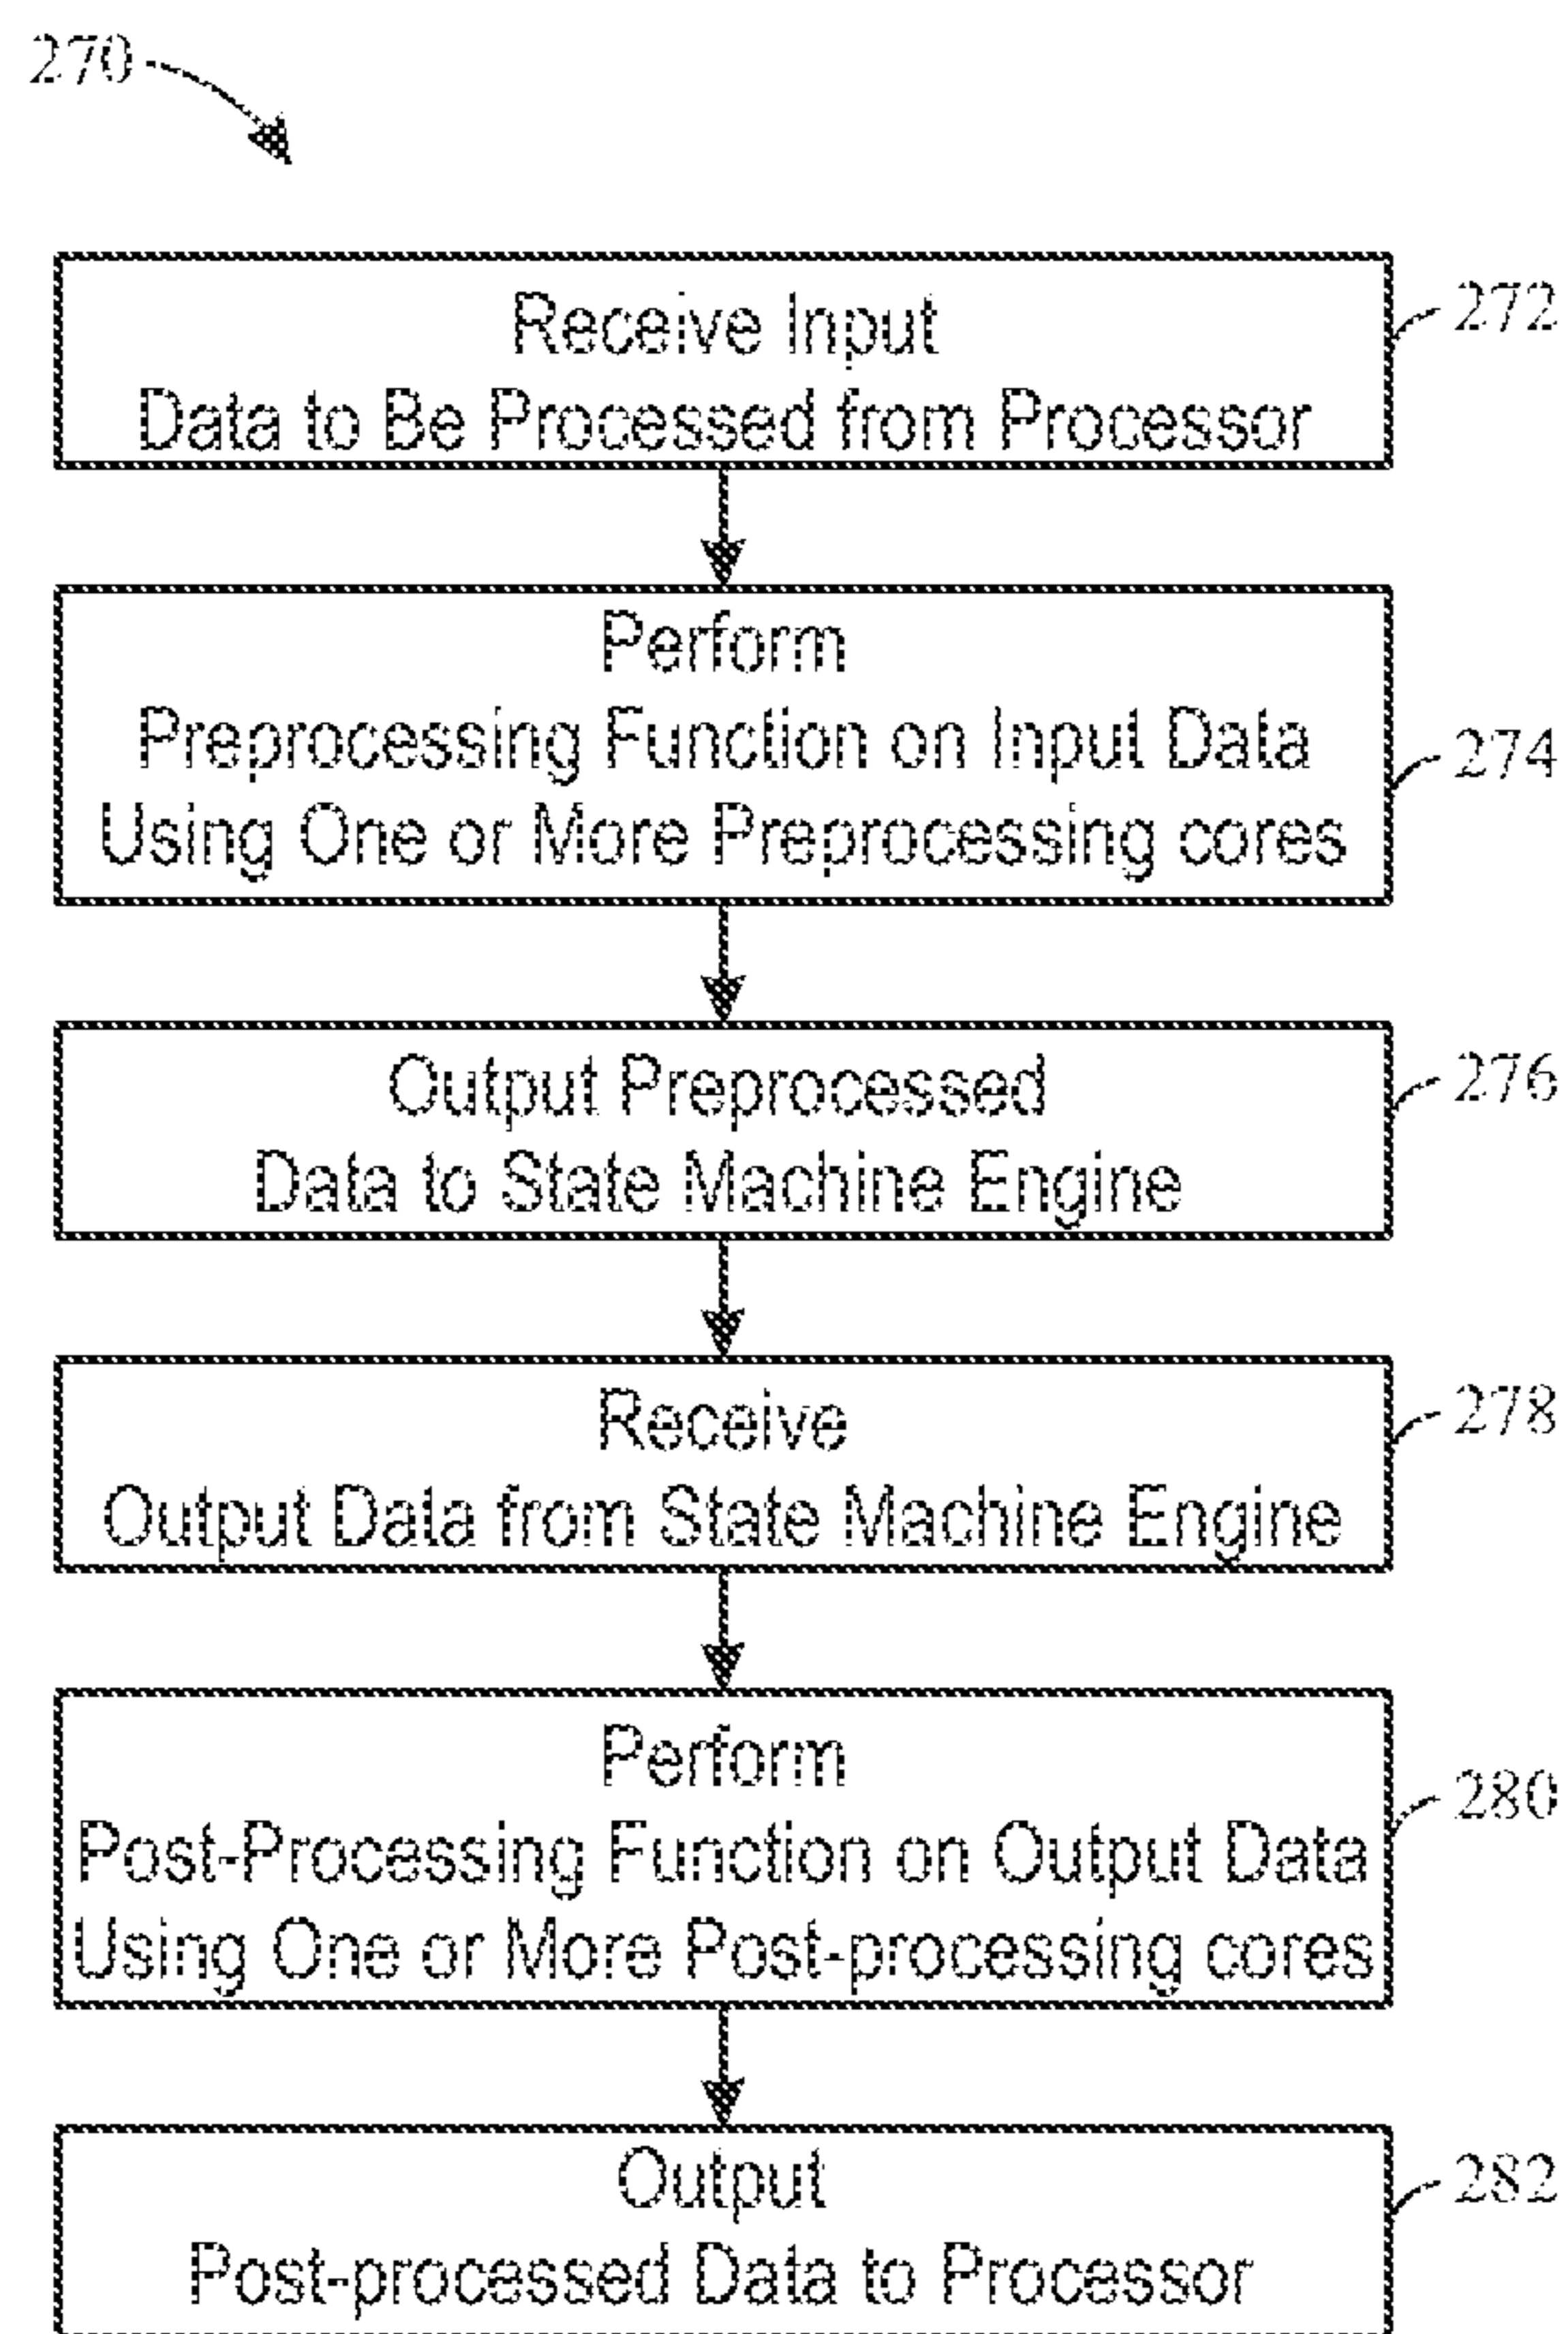 270
Receive Input
Data to Be Processed from Processor
272
Perform
Preprocessing Function on Input Data
Using One or More Preprocessing cores
274
Output Preprocessed
Data to State Machine Engine
276
Receive
Output Data from State Machine Engine
278
Perform
Post-Processing Function on Output Data
Using One or More Post-processing cores
280
Output
Post-processed Data to Processor
282